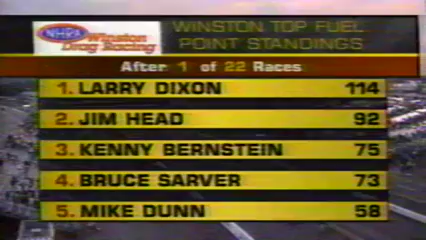 NHRA
Winston
Drag Racing
WINSTON TOP FUEL
POINT STANDINGS
After 1 of 22 Races
1. LARRY DIXON 114
2. JIM HEAD 92
3. KENNY BERNSTEIN 75
4. BRUCE SARVER 73
5. MIKE DUNN 58